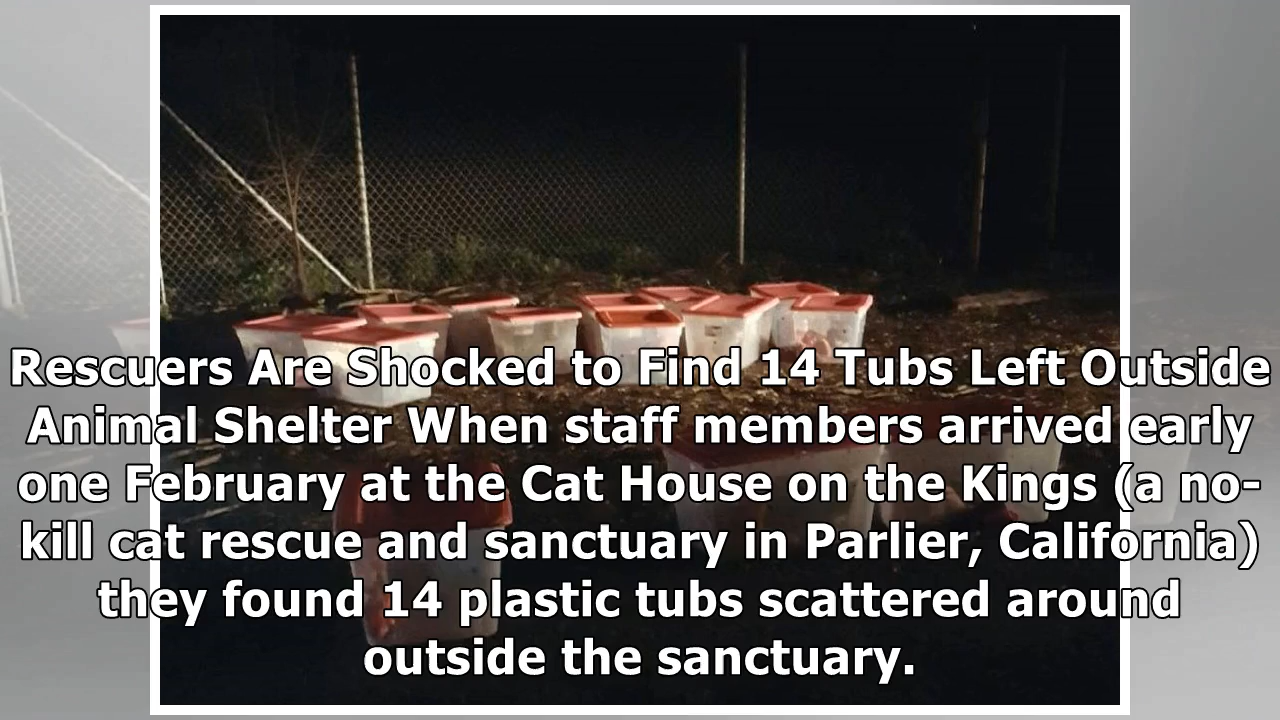 Rescuers Are Shocked to Find 14 Tubs Left Outside
Animal Shelter When staff members arrived early
one February at the Cat House on the Kings (a no-
kill cat rescue and sanctuary in Parlier, California)
they found 14 plastic tubs scattered around
outside the sanctuary.